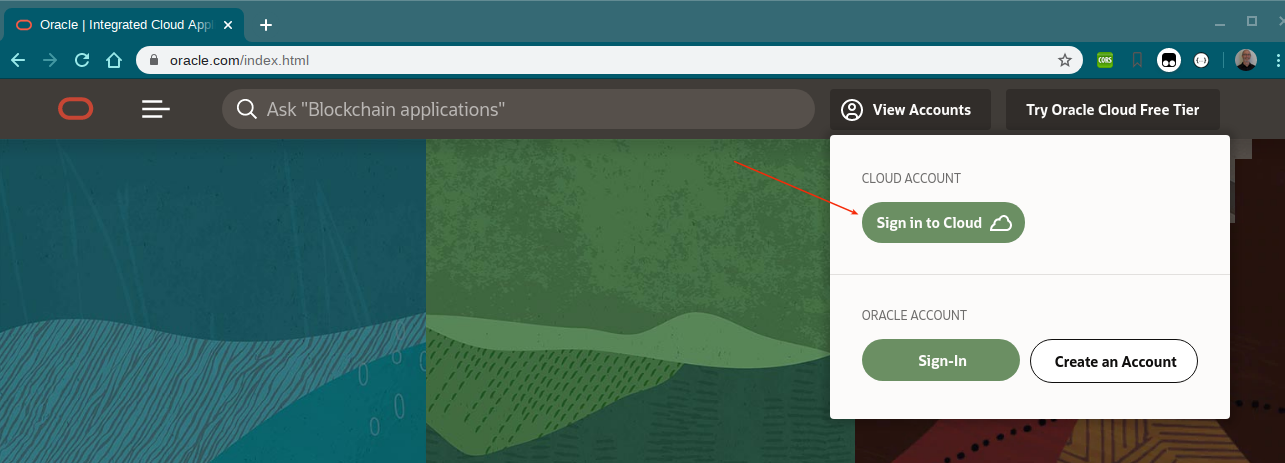 Oracle | Integrated Cloud App
oracle.com/index.html
CORS
Ask "Blockchain applications"
View Accounts
Try Oracle Cloud Free Tier
CLOUD ACCOUNT
Sign in to Cloud
ORACLE ACCOUNT
Sign-In
Create an Account